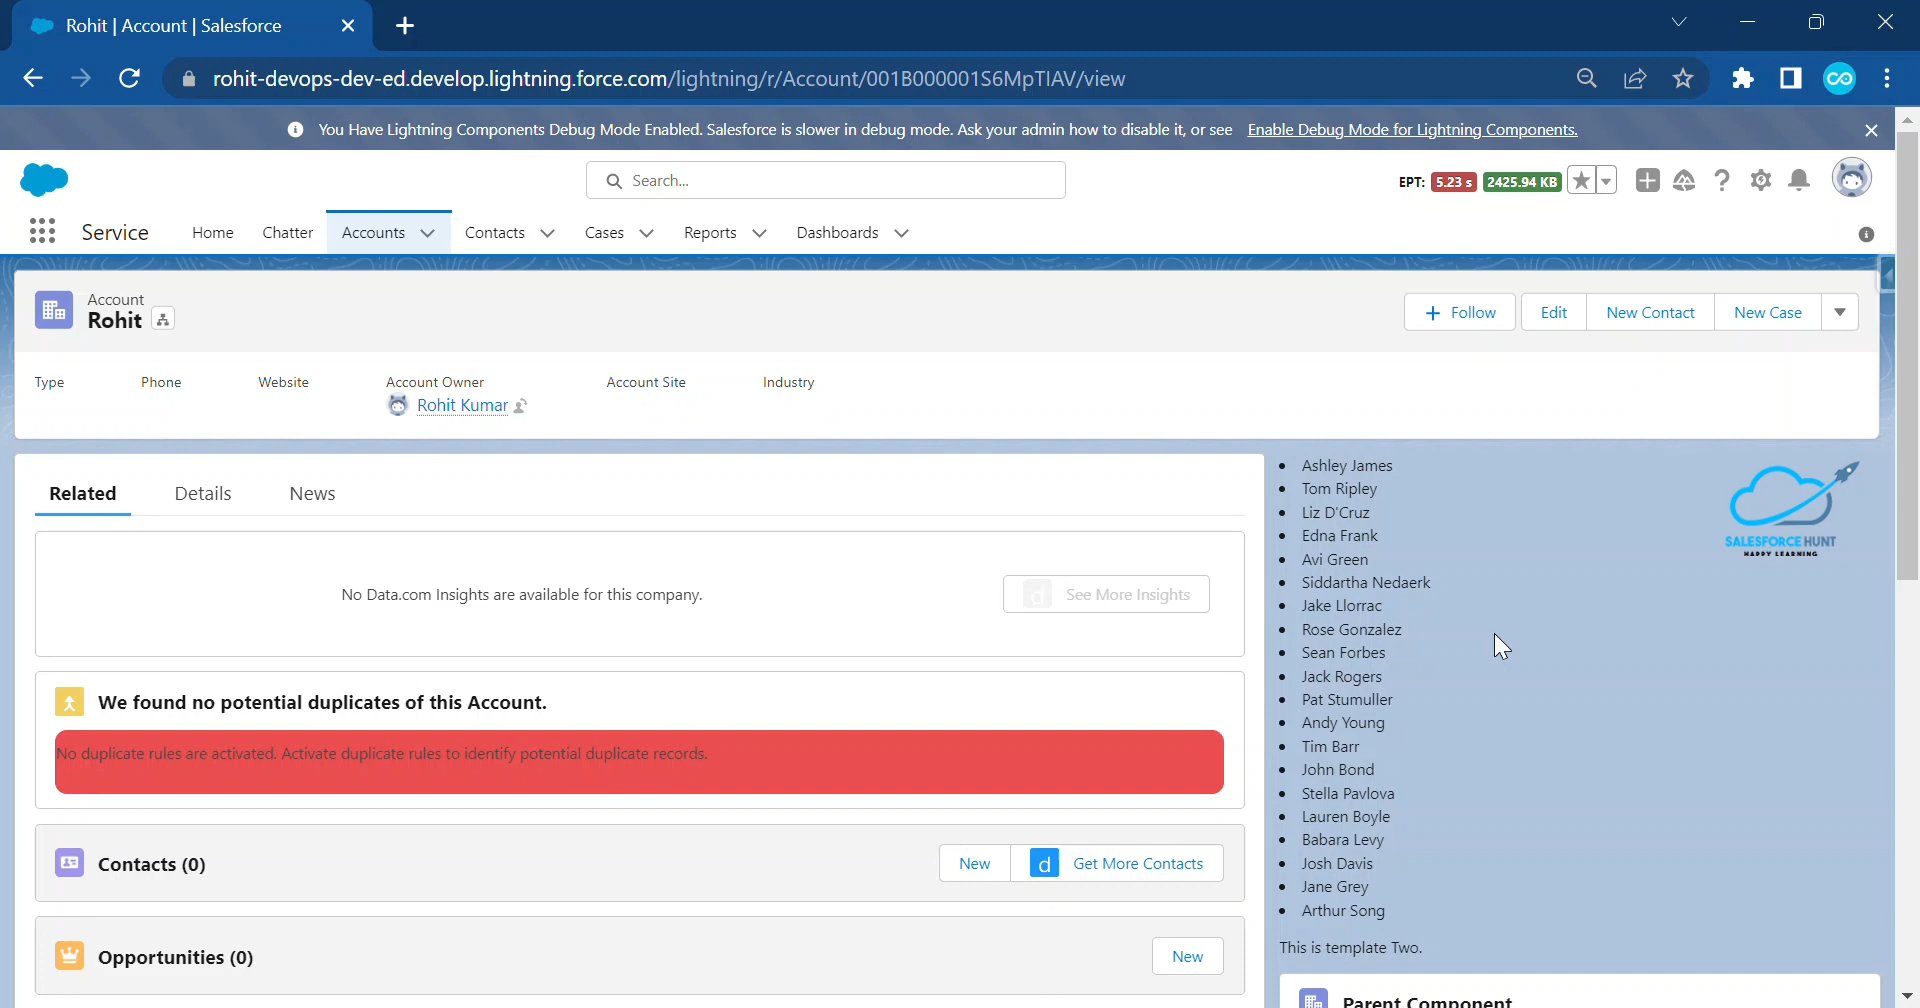 Rohit | Account | Salesforce
rohit-devops-dev-ed.develop.lightning.force.com/lightning/r/Account/001B000001S6MpTIAV/view
You Have Lightning Components Debug Mode Enabled. Salesforce is slower in debug mode. Ask your admin how to disable it, or see Enable Debug Mode for Lightning Components.
Search...
EPT: 5.23 s 2425.94 KB
Service Home Chatter Accounts Contacts Cases Reports Dashboards
Account
Rohit
+ Follow Edit New Contact New Case
Type Phone Website Account Owner Account Site Industry
Rohit Kumar
Related Details News
No Data.com Insights are available for this company.
d See More Insights
We found no potential duplicates of this Account.
No duplicate rules are activated. Activate duplicate rules to identify potential duplicate records.
Contacts (0)
New d Get More Contacts
Opportunities (0)
New
• Ashley James
• Tom Ripley
• Liz D'Cruz
• Edna Frank
• Avi Green
• Siddartha Nedaerk
• Jake Llorrac
• Rose Gonzalez
• Sean Forbes
• Jack Rogers
• Pat Stumuller
• Andy Young
• Tim Barr
• John Bond
• Stella Pavlova
• Lauren Boyle
• Babara Levy
• Josh Davis
• Jane Grey
• Arthur Song
This is template Two.
Parent Component
SALESFORCE HUNT
HAPPY LEARNING